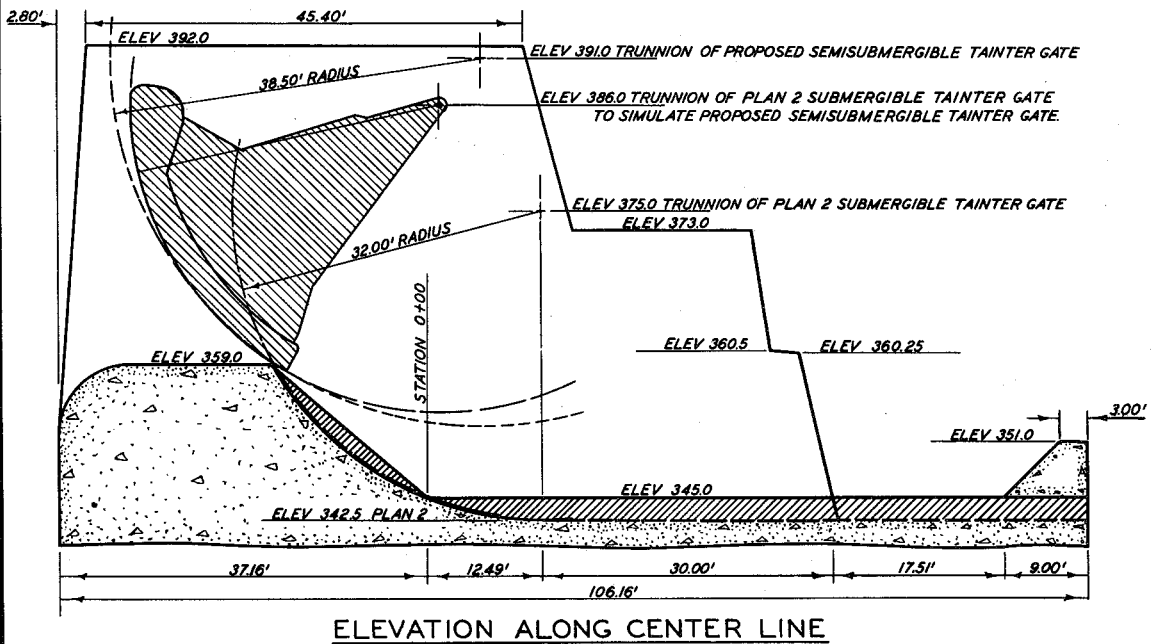 2.80'
45.40'
ELEV 392.0
ELEV 391.0 TRUNNION OF PROPOSED SEMISUBMERGIBLE TAINTER GATE
38.50' RADIUS
ELEV 386.0 TRUNNION OF PLAN 2 SUBMERGIBLE TAINTER GATE
TO SIMULATE PROPOSED SEMISUBMERGIBLE TAINTER GATE.
ELEV 375.0 TRUNNION OF PLAN 2 SUBMERGIBLE TAINTER GATE
ELEV 373.0
32.00' RADIUS
STATION 0+00
ELEV 360.5
ELEV 360.25
ELEV 359.0
3.00'
ELEV 351.0
ELEV 345.0
ELEV 342.5 PLAN 2
37.16'
12.49'
30.00'
17.51'
9.00'
106.16'
ELEVATION ALONG CENTER LINE